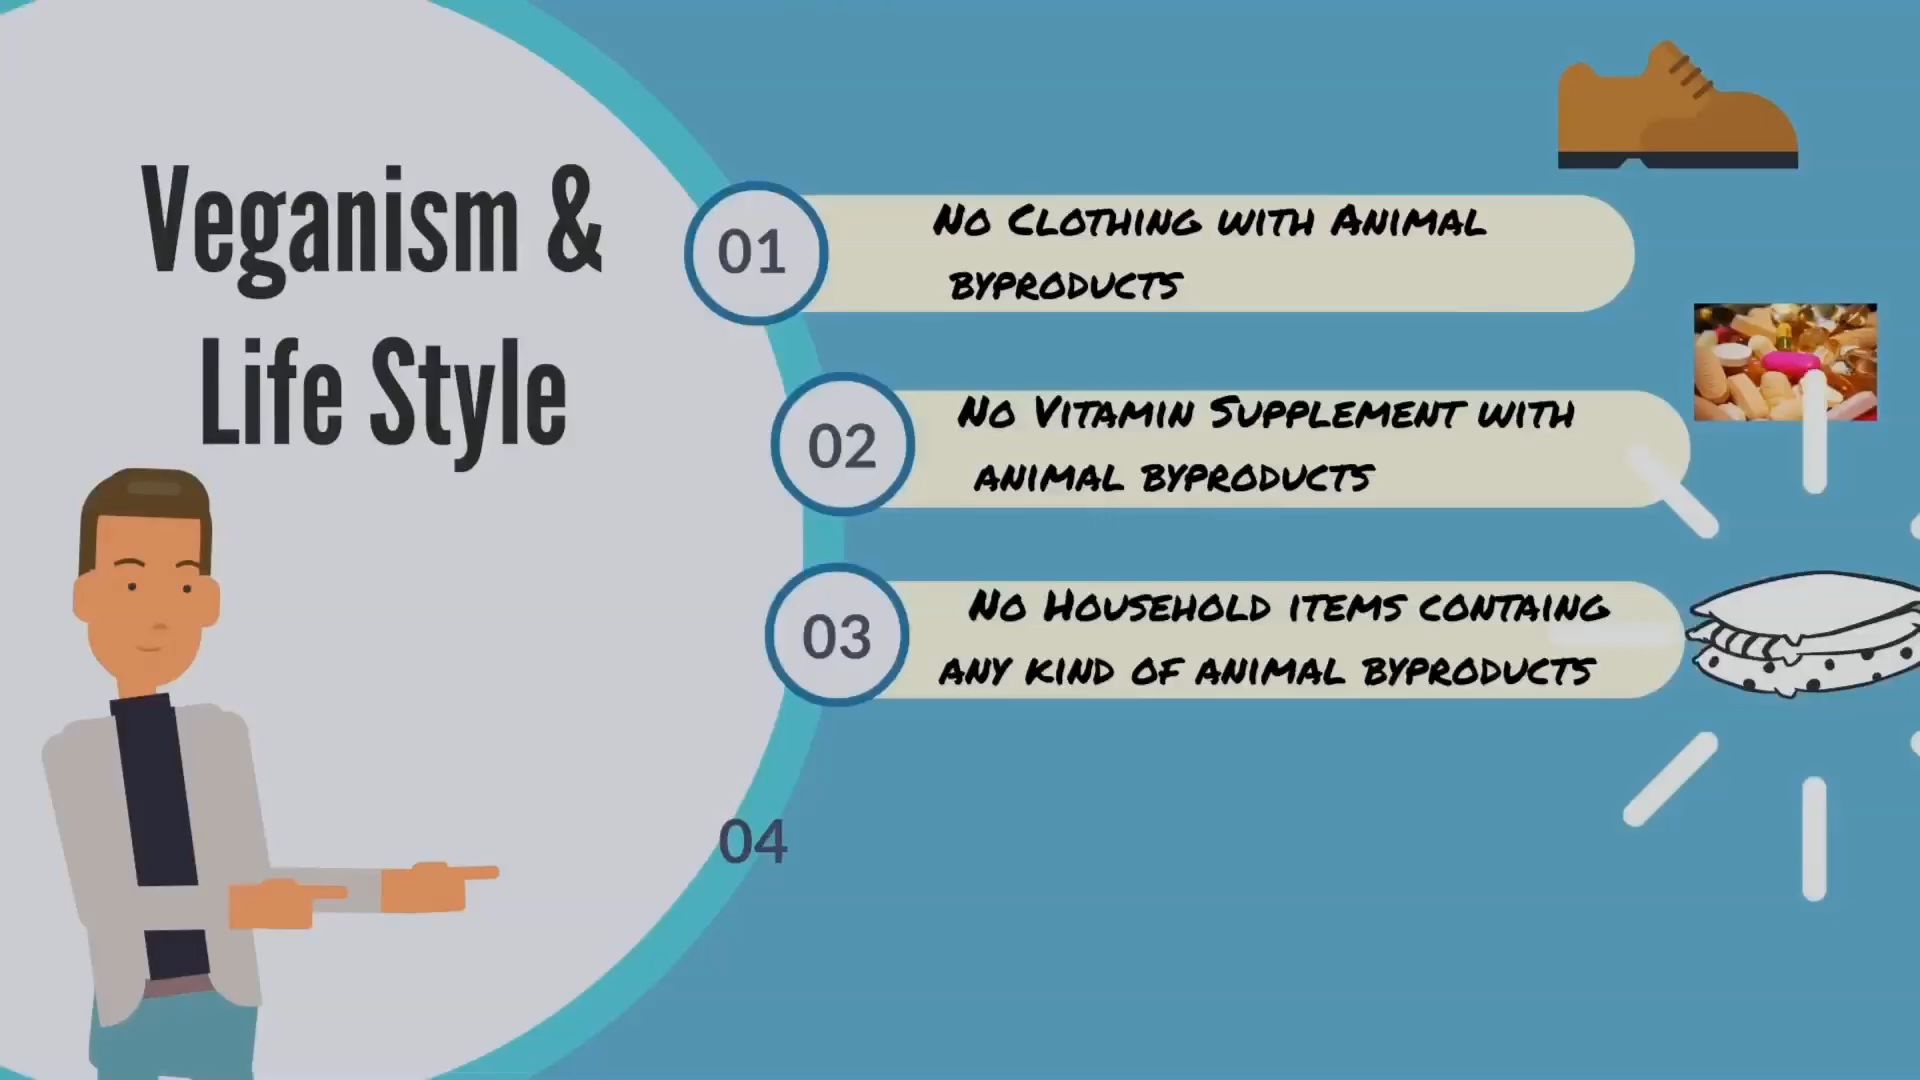 Veganism &
Life Style
01
No Clothing with Animal
byproducts
02
No Vitamin Supplement with
animal byproducts
03
No Household items containg
any kind of animal byproducts
04